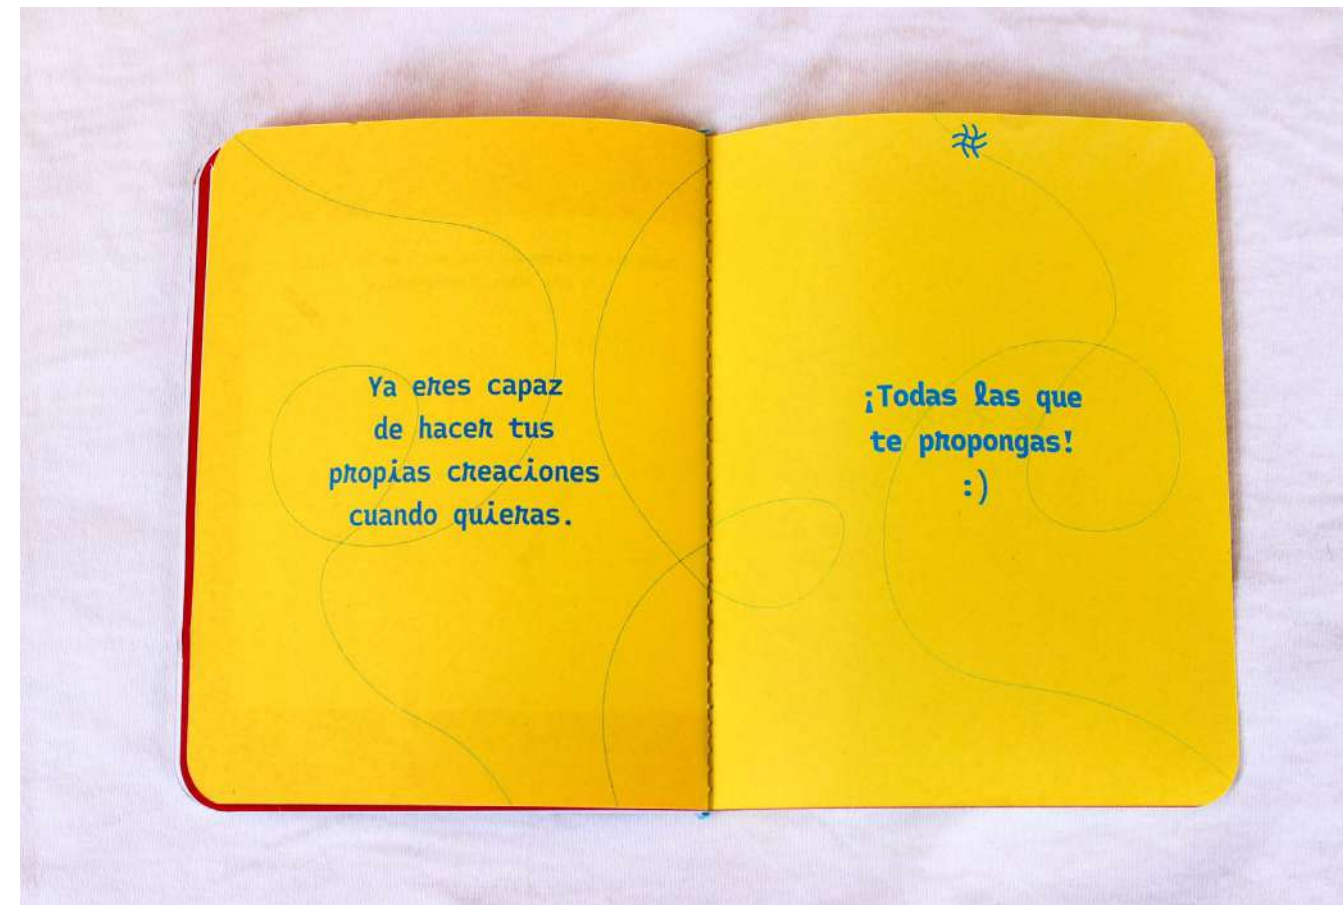 Ya eres capaz
de hacer tus
propias creaciones
cuando quieras.
¡Todas las que
te propongas!
:)